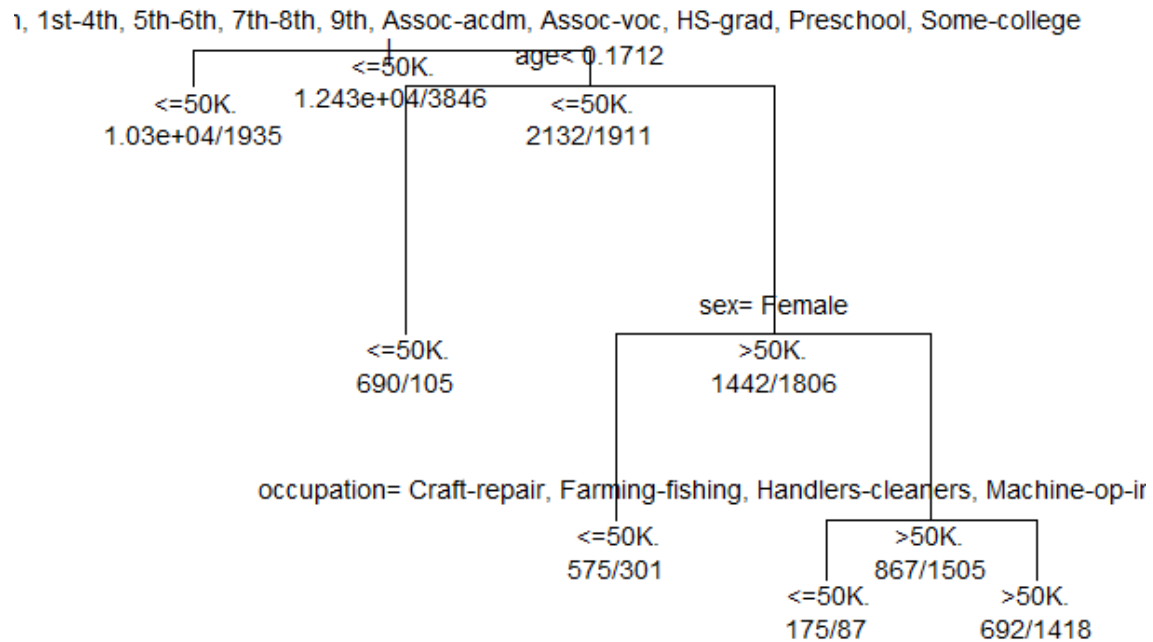 1st-4th, 5th-6th, 7th-8th, 9th, Assoc-acdm, Assoc-voc, HS-grad, Preschool, Some-college
age< 0.1712
<=50K.
1.243e+04/3846
<=50K.
1.03e+04/1935
<=50K.
2132/1911
sex= Female
<=50K.
690/105
>50K.
1442/1806
occupation= Craft-repair, Farming-fishing, Handlers-cleaners,
<=50K.
575/301
>50K.
867/1505
<=50K.
175/87
>50K.
692/1418